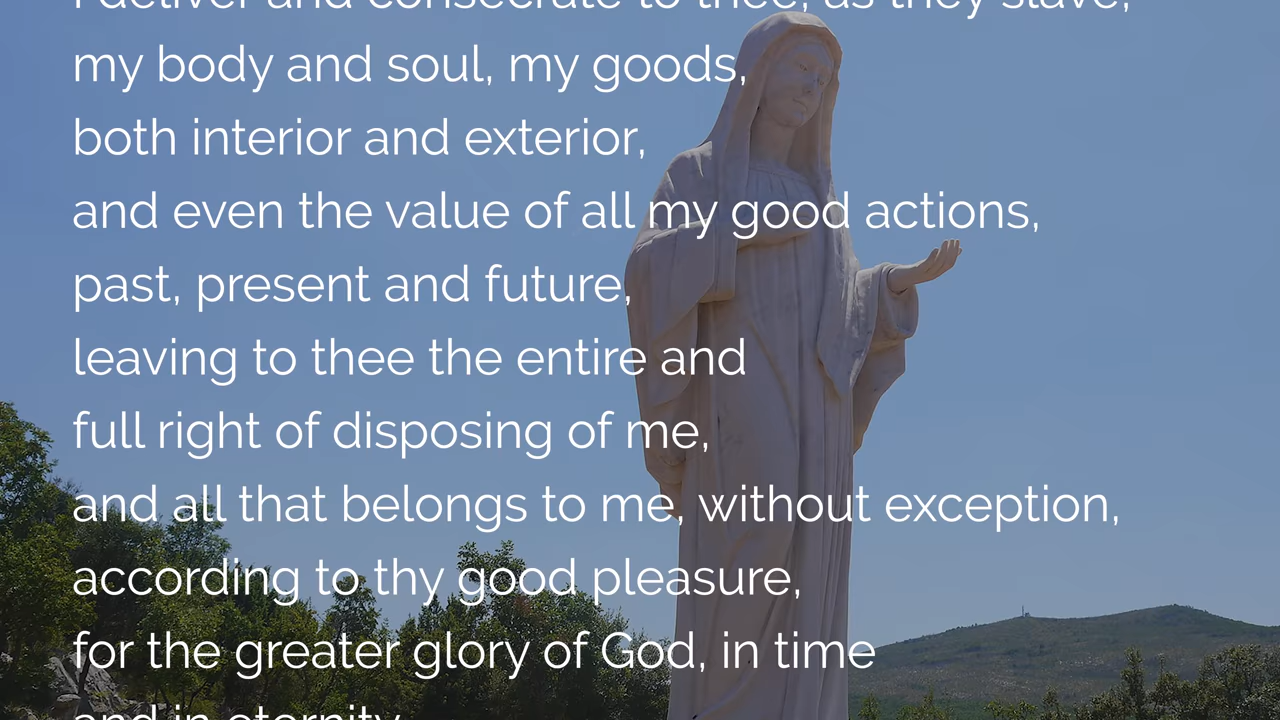 I deliver and consecrate to thee, as they slave,
my body and soul, my goods,
both interior and exterior,
and even the value of all my good actions,
past, present and future,
leaving to thee the entire and
full right of disposing of me,
and all that belongs to me, without exception,
according to thy good pleasure,
for the greater glory of God, in time
and in eternity.